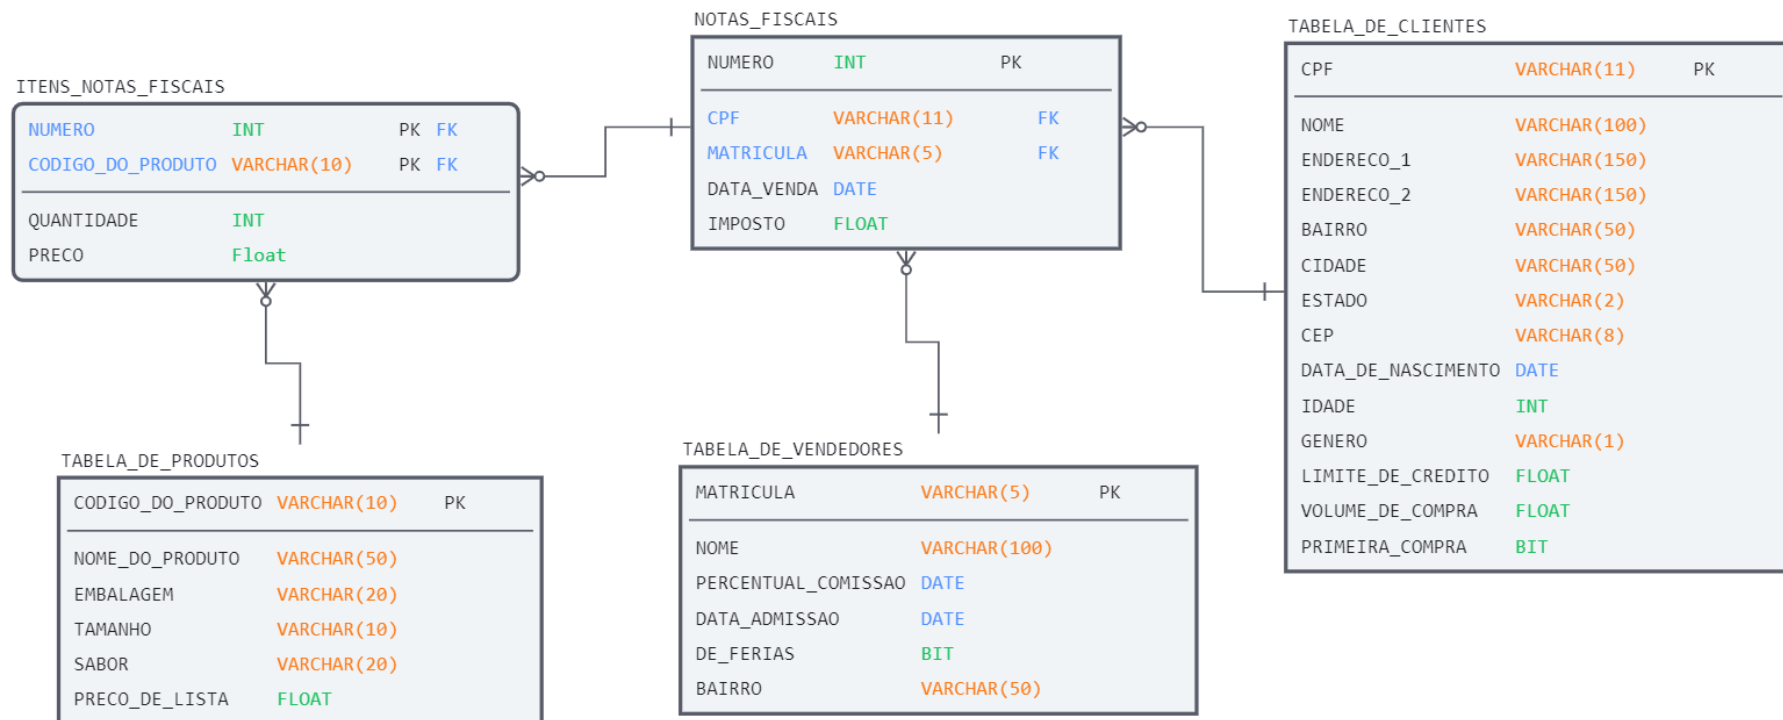 NOTAS_FISCAIS
NUMERO INT PK
CPF VARCHAR(11) FK
MATRICULA VARCHAR(5) FK
DATA_VENDA DATE
IMPOSTO FLOAT
TABELA_DE_CLIENTES
CPF VARCHAR(11) PK
NOME VARCHAR(100)
ENDERECO_1 VARCHAR(150)
ENDERECO_2 VARCHAR(150)
BAIRRO VARCHAR(50)
CIDADE VARCHAR(50)
ESTADO VARCHAR(2)
CEP VARCHAR(8)
DATA_DE_NASCIMENTO DATE
IDADE INT
GENERO VARCHAR(1)
LIMITE_DE_CREDITO FLOAT
VOLUME_DE_COMPRA FLOAT
PRIMEIRA_COMPRA BIT
ITENS_NOTAS_FISCAIS
NUMERO INT PK FK
CODIGO_DO_PRODUTO VARCHAR(10) PK FK
QUANTIDADE INT
PRECO Float
TABELA_DE_PRODUTOS
CODIGO_DO_PRODUTO VARCHAR(10) PK
NOME_DO_PRODUTO VARCHAR(50)
EMBALAGEM VARCHAR(20)
TAMANHO VARCHAR(10)
SABOR VARCHAR(20)
PRECO_DE_LISTA FLOAT
TABELA_DE_VENDEDORES
MATRICULA VARCHAR(5) PK
NOME VARCHAR(100)
PERCENTUAL_COMISSAO DATE
DATA_ADMISSAO DATE
DE_FERIAS BIT
BAIRRO VARCHAR(50)